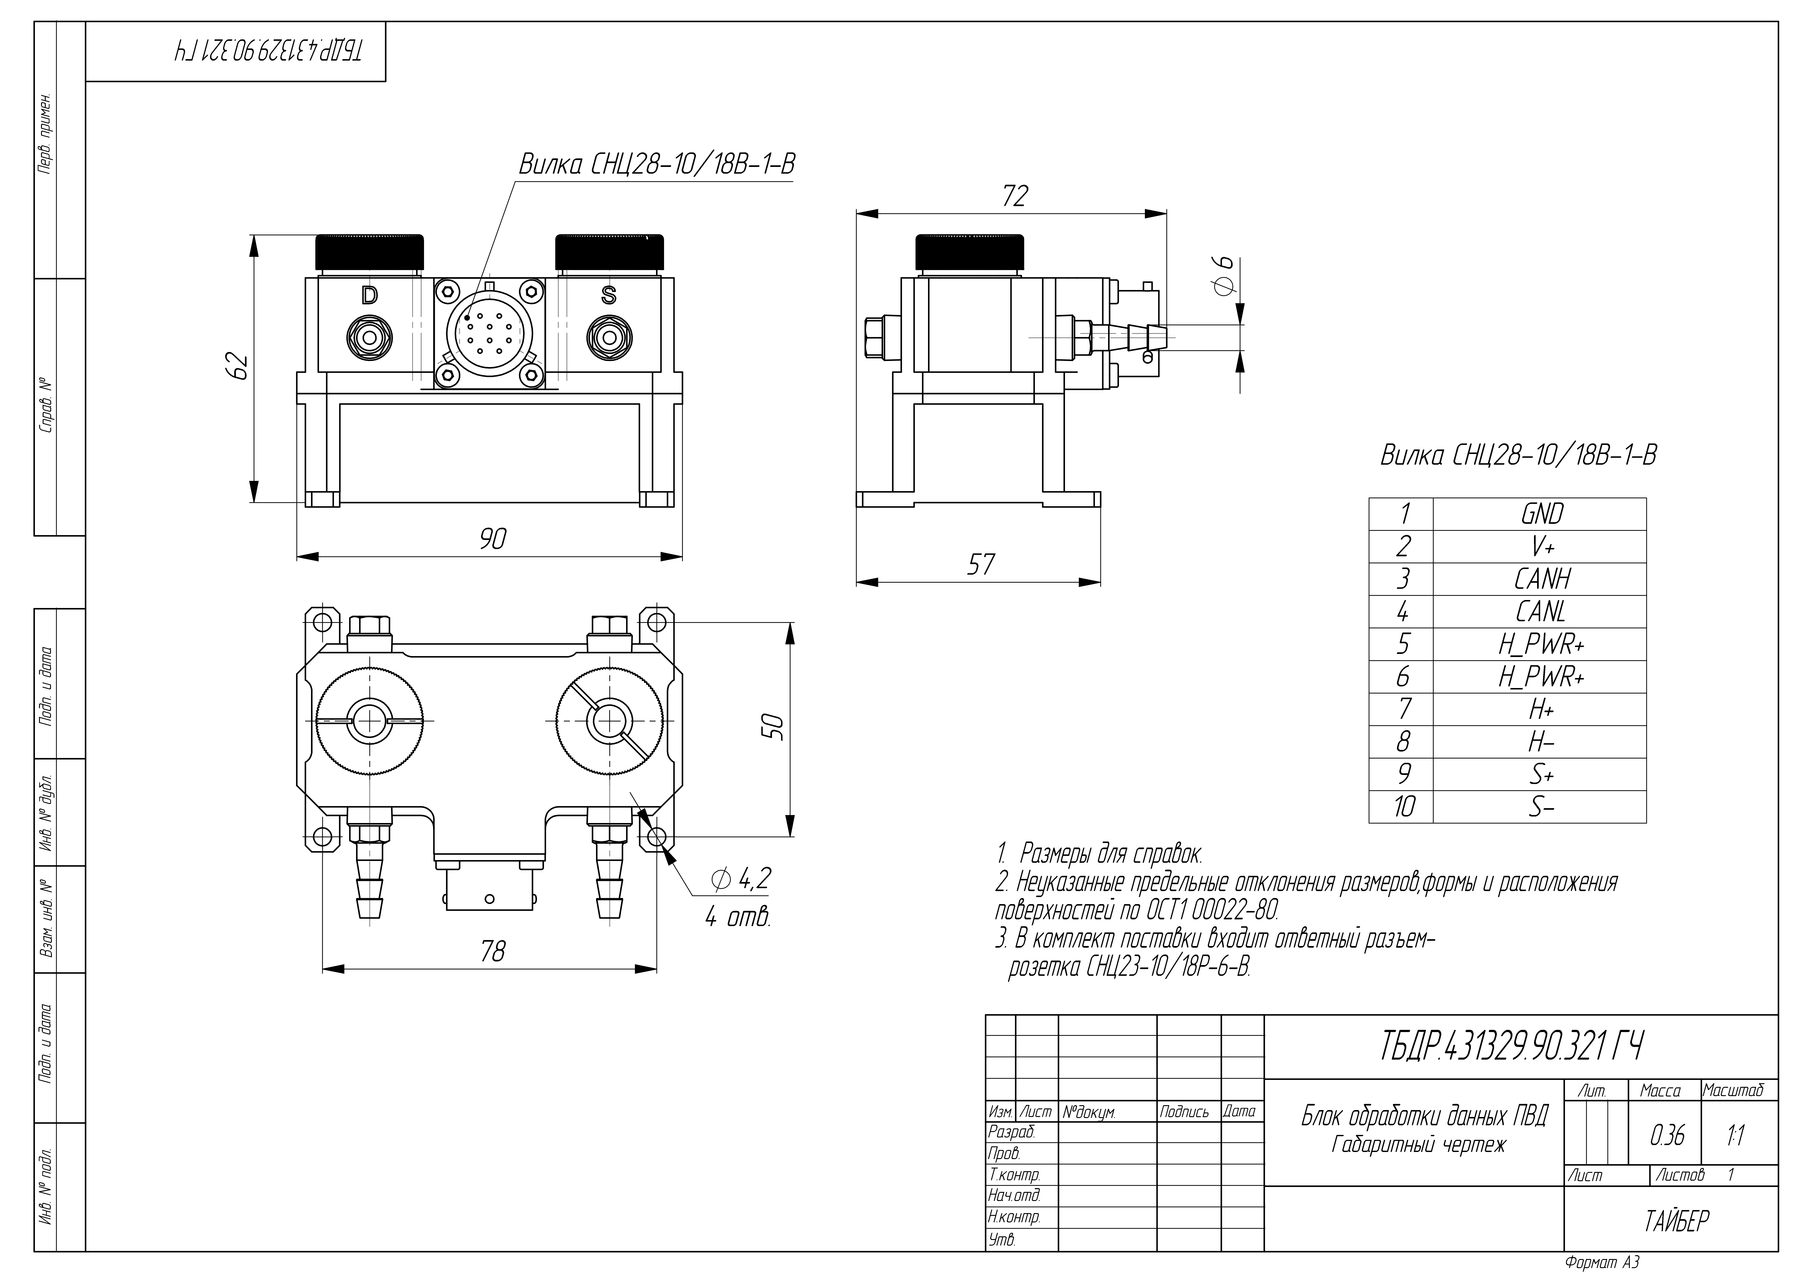 ТБДР.431329.90.321 ГЧ
Перв. примен.
Справ. №
Подп. и дата
Инв. № дубл.
Взам. инв. №
Подп. и дата
Инв. № подл.
Вилка СНЦ28-10/18В-1-В
D
S
62
90
72
Ø 6
57
50
Ø 4,2
4 отв.
78
Вилка СНЦ28-10/18В-1-В
1 GND
2 V+
3 CANH
4 CANL
5 H_PWR+
6 H_PWR+
7 H+
8 H-
9 S+
10 S-
1. Размеры для справок.
2. Неуказанные предельные отклонения размеров,формы и расположения
поверхностей по ОСТ1 00022-80.
3. В комплект поставки входит ответный разъем-
розетка СНЦ23-10/18Р-6-В.
ТБДР.431329.90.321 ГЧ
Изм. Лист №докум. Подпись Дата
Разраб.
Пров.
Т.контр.
Нач.отд.
Н.контр.
Утв.
Блок обработки данных ПВД
Габаритный чертеж
Лит. Масса Масштаб
0.36 1:1
Лист Листов 1
ТАЙБЕР
Формат А3